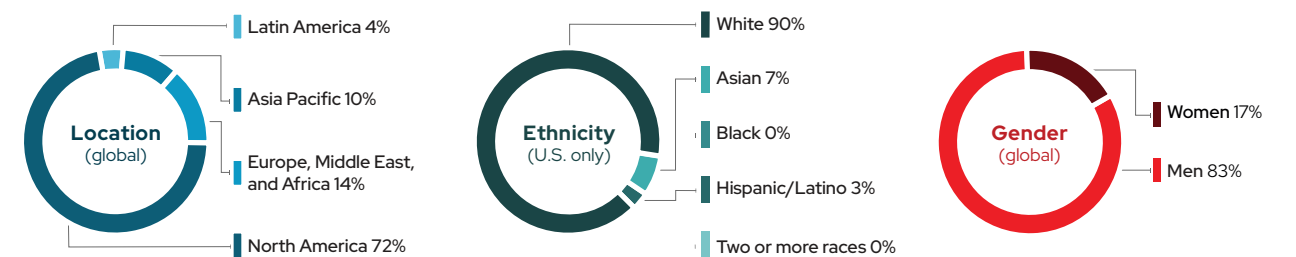 Location
(global)
Latin America 4%
Asia Pacific 10%
Europe, Middle East,
and Africa 14%
North America 72%
Ethnicity
(U.S. only)
White 90%
Asian 7%
Black 0%
Hispanic/Latino 3%
Two or more races 0%
Gender
(global)
Women 17%
Men 83%